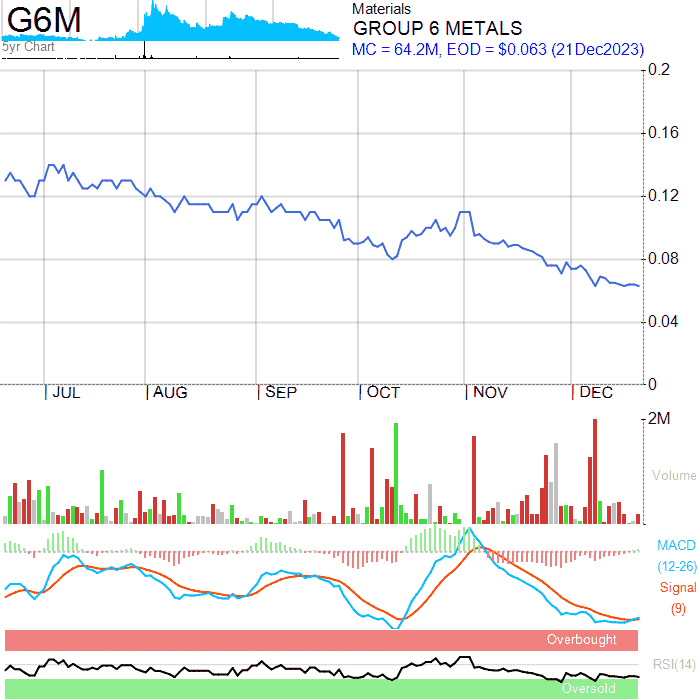 G6M
5yr Chart
Materials
GROUP 6 METALS
MC = 64.2M, EOD = $0.063 (21Dec2023)
0.2
0.16
0.12
0.08
0.04
0
JUL AUG SEP OCT NOV DEC
2M
Volume
MACD
(12-26)
Signal
(9)
Overbought
RSI(14)
Oversold